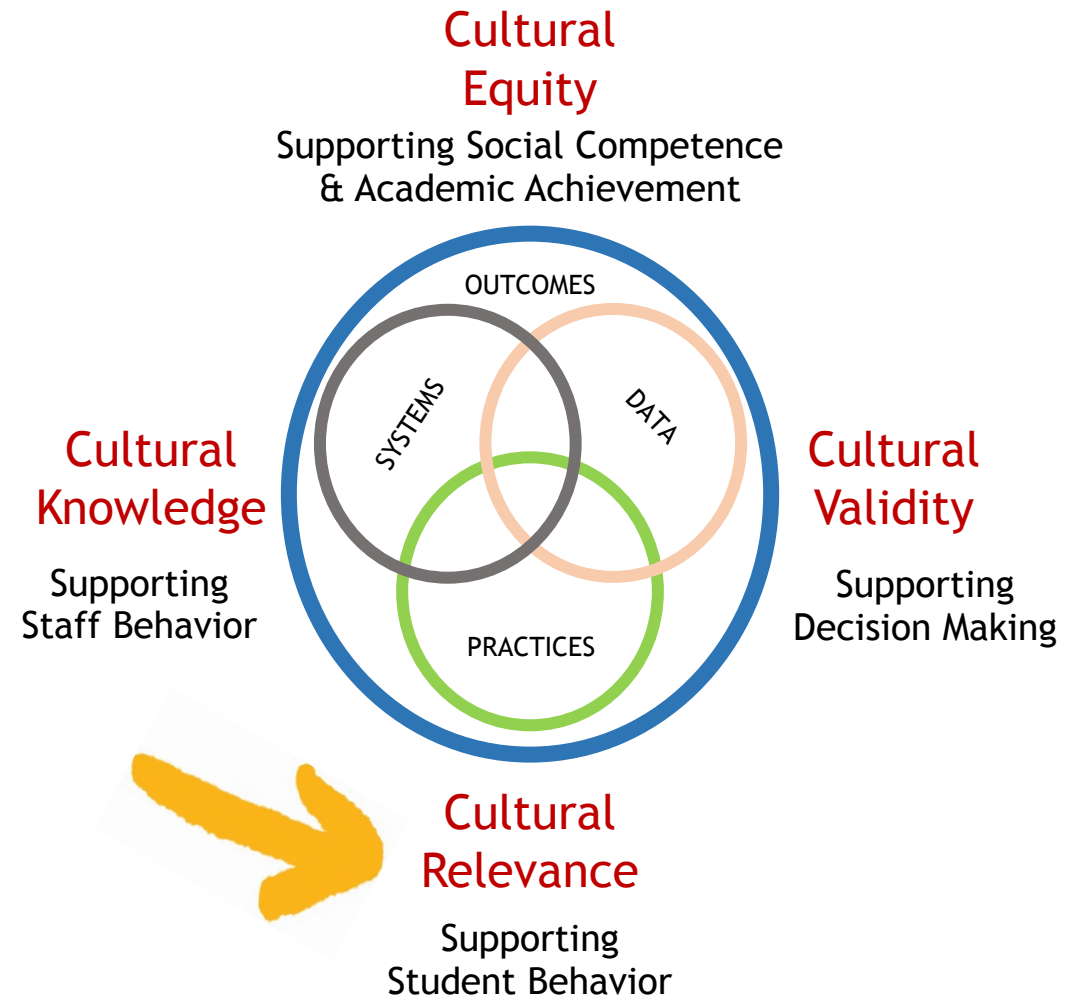 Cultural
Equity
Supporting Social Competence
& Academic Achievement
OUTCOMES
SYSTEMS
DATA
Cultural
Knowledge
Supporting
Staff Behavior
Cultural
Validity
Supporting
Decision Making
PRACTICES
Cultural
Relevance
Supporting
Student Behavior